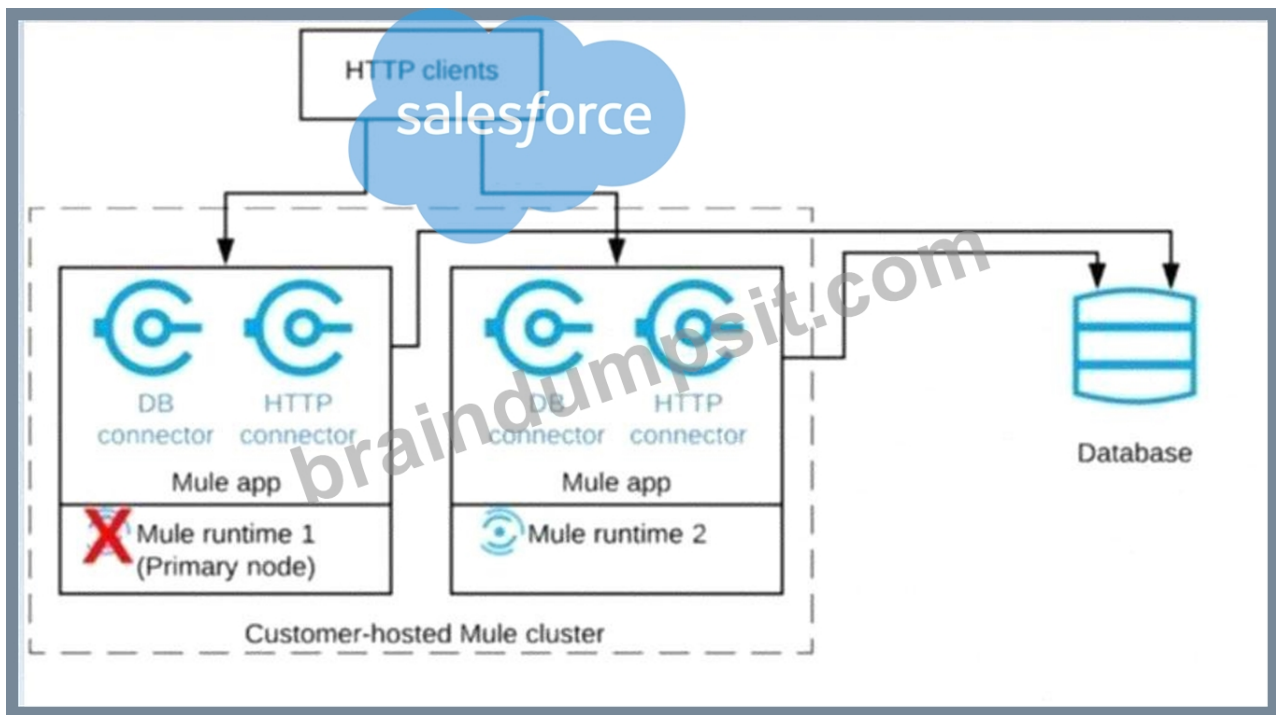 HTTP clients
salesforce
DB
connector
HTTP
connector
Mule app
Mule runtime 1
(Primary node)
DB
connector
HTTP
connector
Mule app
Mule runtime 2
Database
Customer-hosted Mule cluster
braindumpsit.com